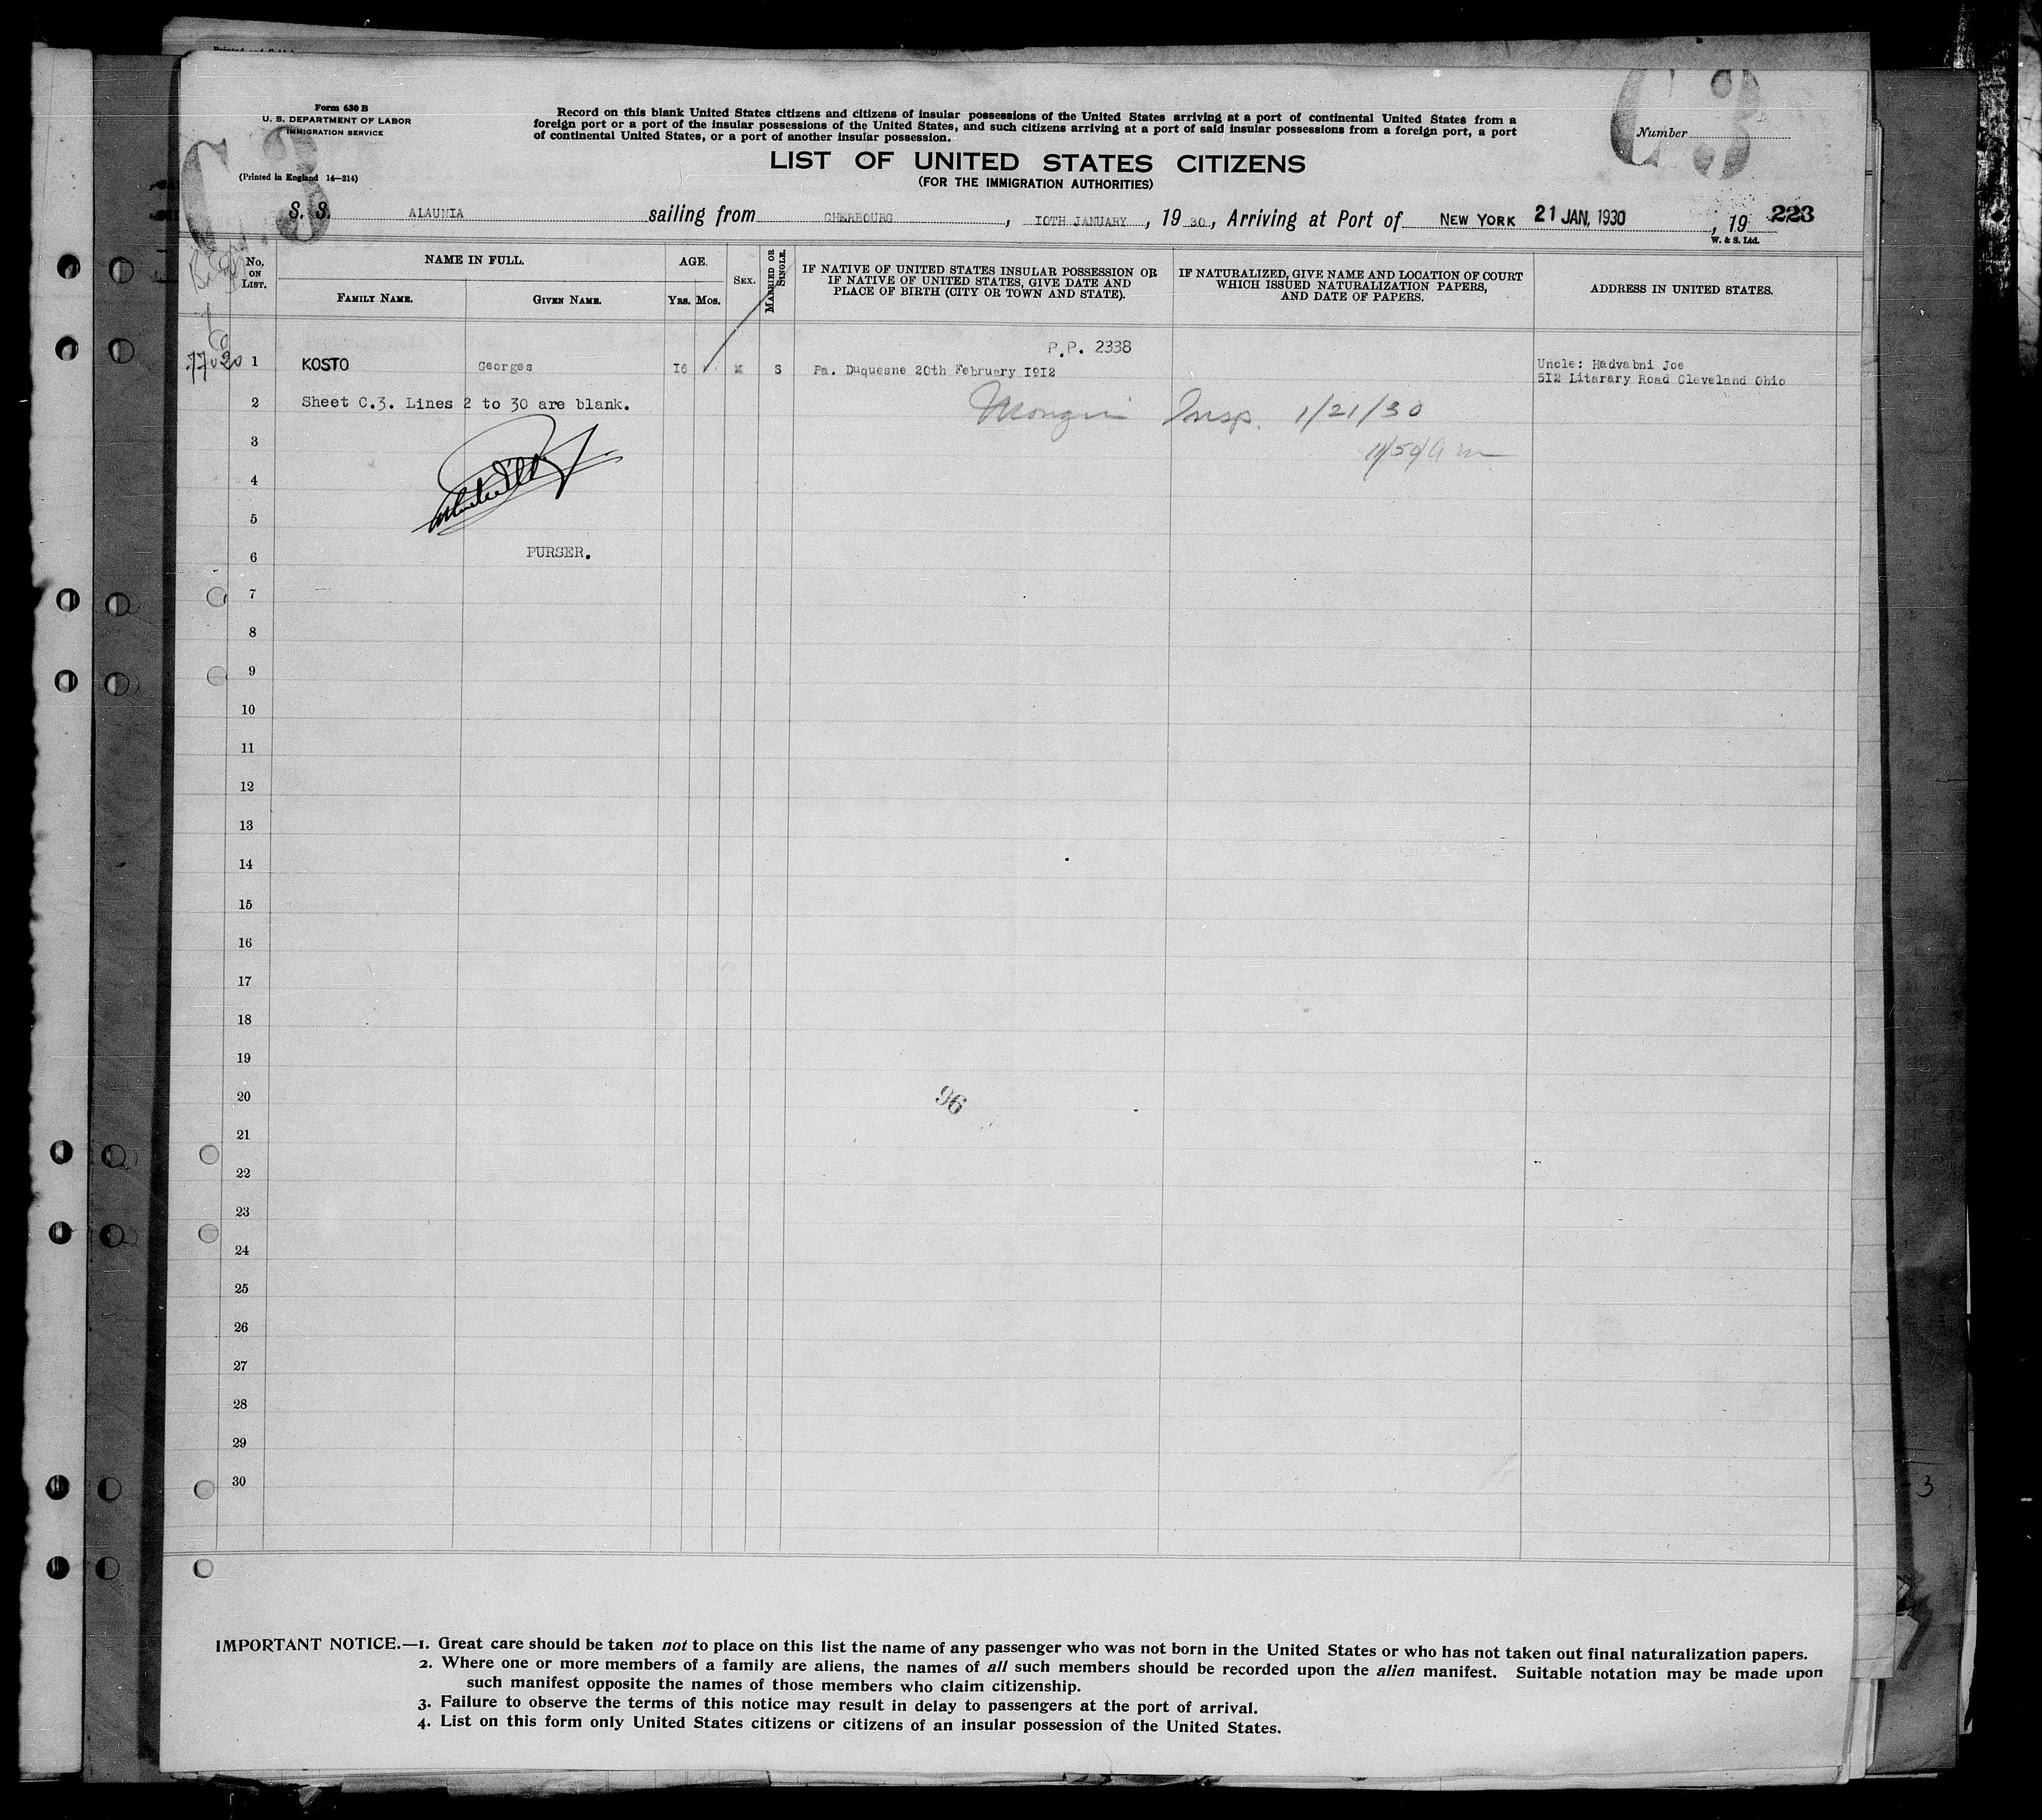 Form 630 B
U. S. DEPARTMENT OF LABOR
IMMIGRATION SERVICE
(Printed in England 14—214)
C.3
C 3
Record on this blank United States citizens and citizens of insular possessions of the United States arriving at a port of continental United States from a
foreign port or a port of the insular possessions of the United States, and such citizens arriving at a port of said insular possessions from a foreign port, a port
of continental United States, or a port of another insular possession.
Number
LIST OF UNITED STATES CITIZENS
(FOR THE IMMIGRATION AUTHORITIES)
S. S. ALAUNIA sailing from CHERBOURG, IOTH JANUARY, 19 30, Arriving at Port of NEW YORK 21 JAN, 1930, 19 223
W. & S. Ltd.
No. ON LIST.
NAME IN FULL.
FAMILY NAME. GIVEN NAME.
AGE.
YRS. MOS.
SEX.
MARRIED OR SINGLE.
IF NATIVE OF UNITED STATES INSULAR POSSESSION OR
IF NATIVE OF UNITED STATES, GIVE DATE AND
PLACE OF BIRTH (CITY OR TOWN AND STATE).
IF NATURALIZED, GIVE NAME AND LOCATION OF COURT
WHICH ISSUED NATURALIZATION PAPERS,
AND DATE OF PAPERS.
ADDRESS IN UNITED STATES.
P.P. 2338
1 KOSTO Georges I6 M S Pa. Duquesne 20th February I9I2 Uncle: Hadvabni Joe
5I2 Litarary Road Cleveland Ohio
2 Sheet C.3. Lines 2 to 30 are blank.
Insp. 1/21/30
3
4
5
6 PURSER.
7
8
9
10
11
12
13
14
15
16
17
18
19
20
96
21
22
23
24
25
26
27
28
29
30
3
IMPORTANT NOTICE.—1. Great care should be taken not to place on this list the name of any passenger who was not born in the United States or who has not taken out final naturalization papers.
2. Where one or more members of a family are aliens, the names of all such members should be recorded upon the alien manifest. Suitable notation may be made upon
such manifest opposite the names of those members who claim citizenship.
3. Failure to observe the terms of this notice may result in delay to passengers at the port of arrival.
4. List on this form only United States citizens or citizens of an insular possession of the United States.